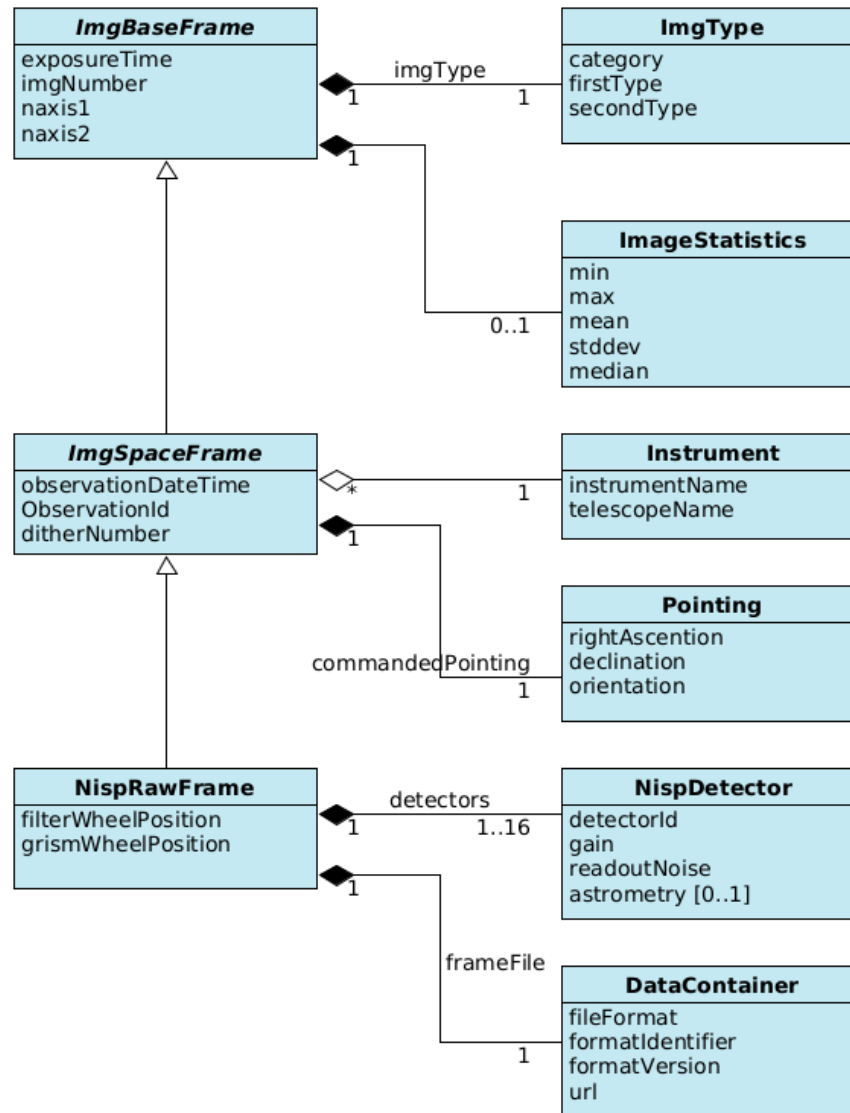 ImgBaseFrame
exposureTime
imgNumber
naxis1
naxis2
imgType
1
1
1
ImgType
category
firstType
secondType
ImageStatistics
min
max
mean
stddev
median
0..1
ImgSpaceFrame
observationDateTime
ObservationId
ditherNumber
*
1
1
Instrument
instrumentName
telescopeName
Pointing
rightAscention
declination
orientation
commandedPointing
1
NispRawFrame
filterWheelPosition
grismWheelPosition
detectors
1
1..16
1
NispDetector
detectorId
gain
readoutNoise
astrometry [0..1]
frameFile
1
DataContainer
fileFormat
formatIdentifier
formatVersion
url